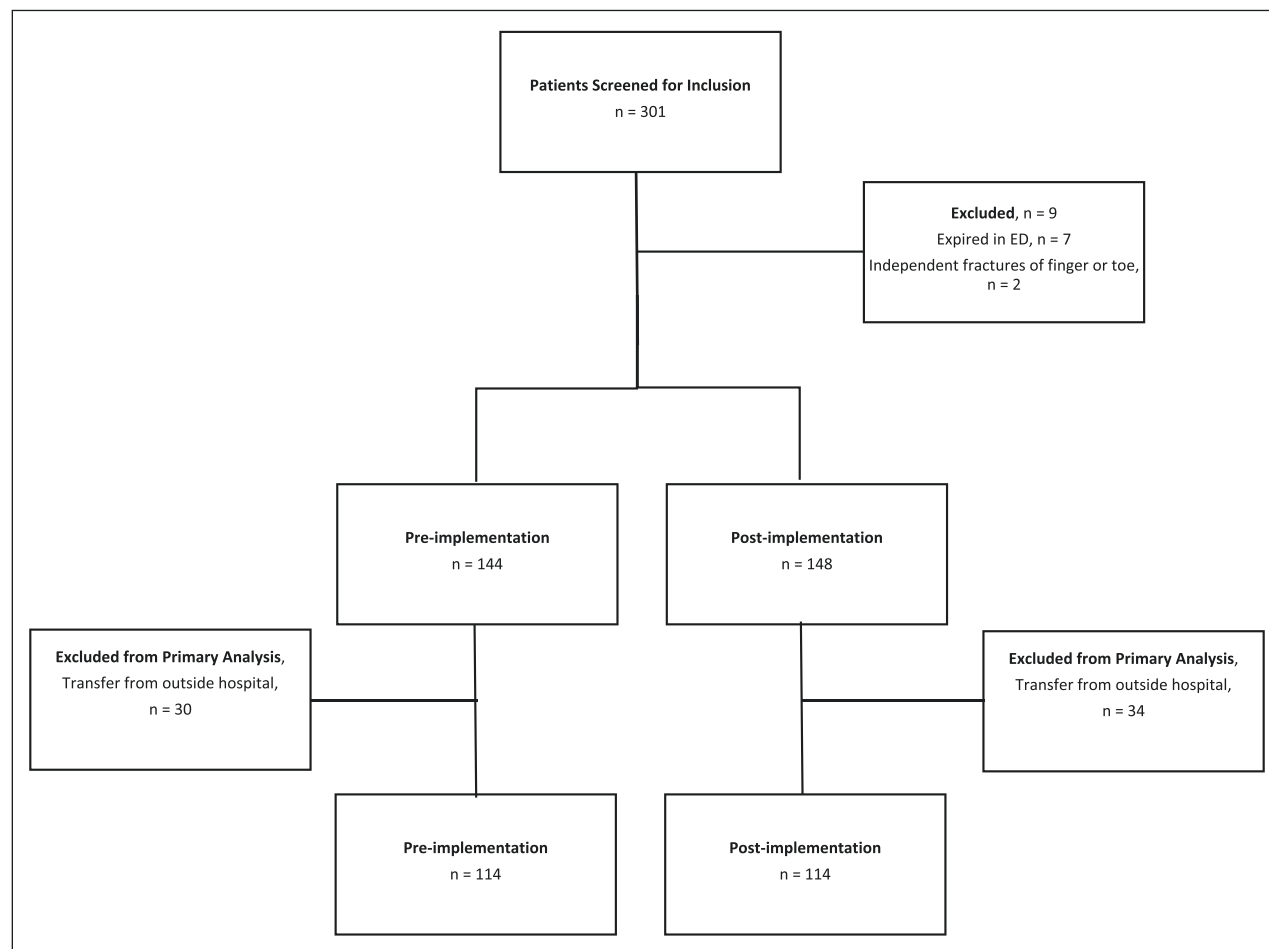 Patients Screened for Inclusion
n = 301
Excluded, n = 9
Expired in ED, n = 7
Independent fractures of finger or toe,
n = 2
Pre-implementation
n = 144
Post-implementation
n = 148
Excluded from Primary Analysis,
Transfer from outside hospital,
n = 30
Excluded from Primary Analysis,
Transfer from outside hospital,
n = 34
Pre-implementation
n = 114
Post-implementation
n = 114